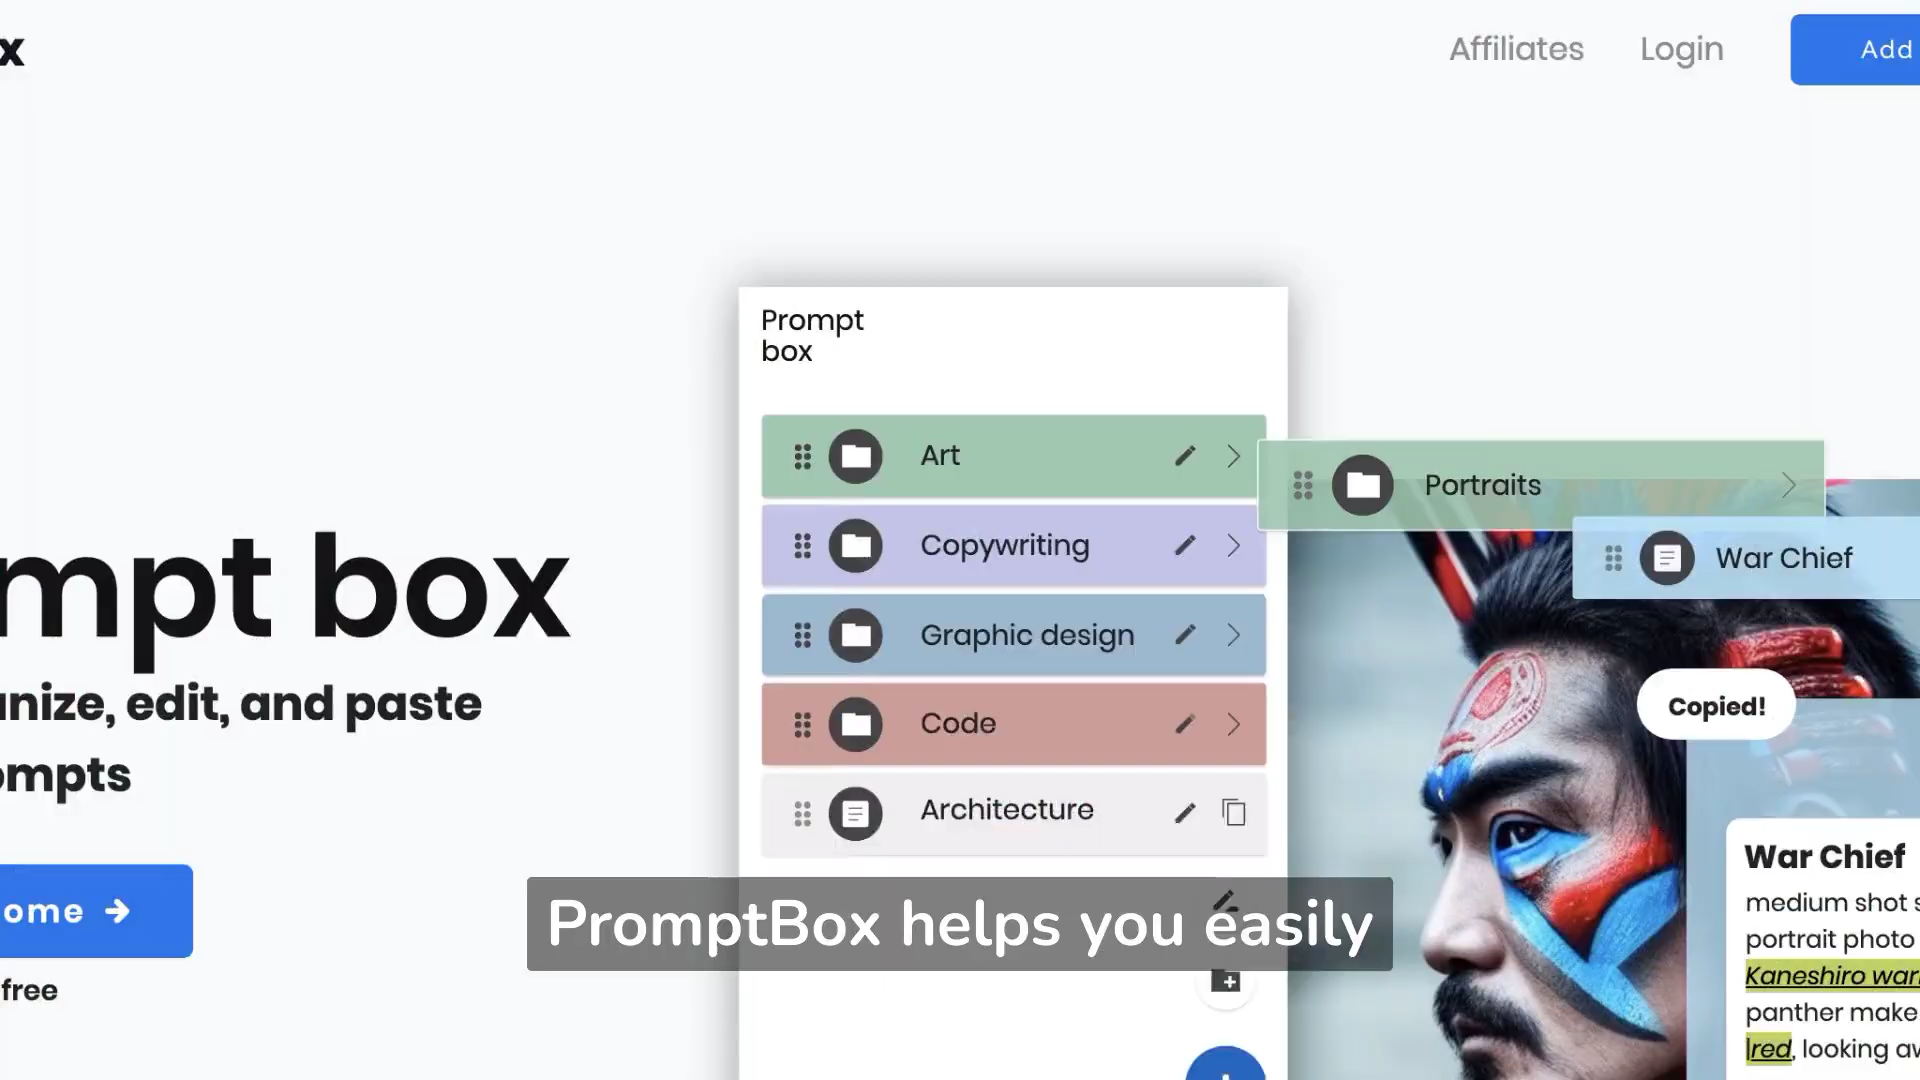 x
Affiliates
Login
Add
Prompt
box
Art
Portraits
Copywriting
War Chief
mpt box
Graphic design
nize, edit, and paste
Copied!
Code
mpts
Architecture
War Chief
ome →
medium shot
PromptBox helps you easily
portrait photo
Kaneshiro war
free
panther make
red, looking aw